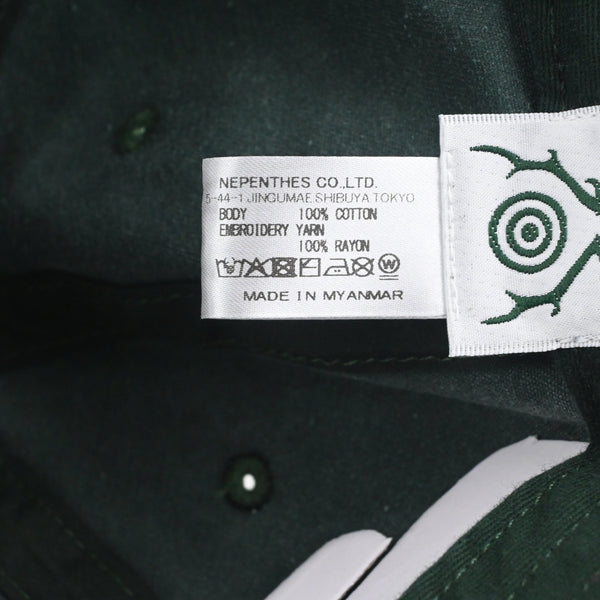 NEPENTHES CO.,LTD.
5-44-1 JINGUMAE SHIBUYA TOKYO
BODY 100% COTTON
EMBROIDERY YARN
100% RAYON
MADE IN MYANMAR